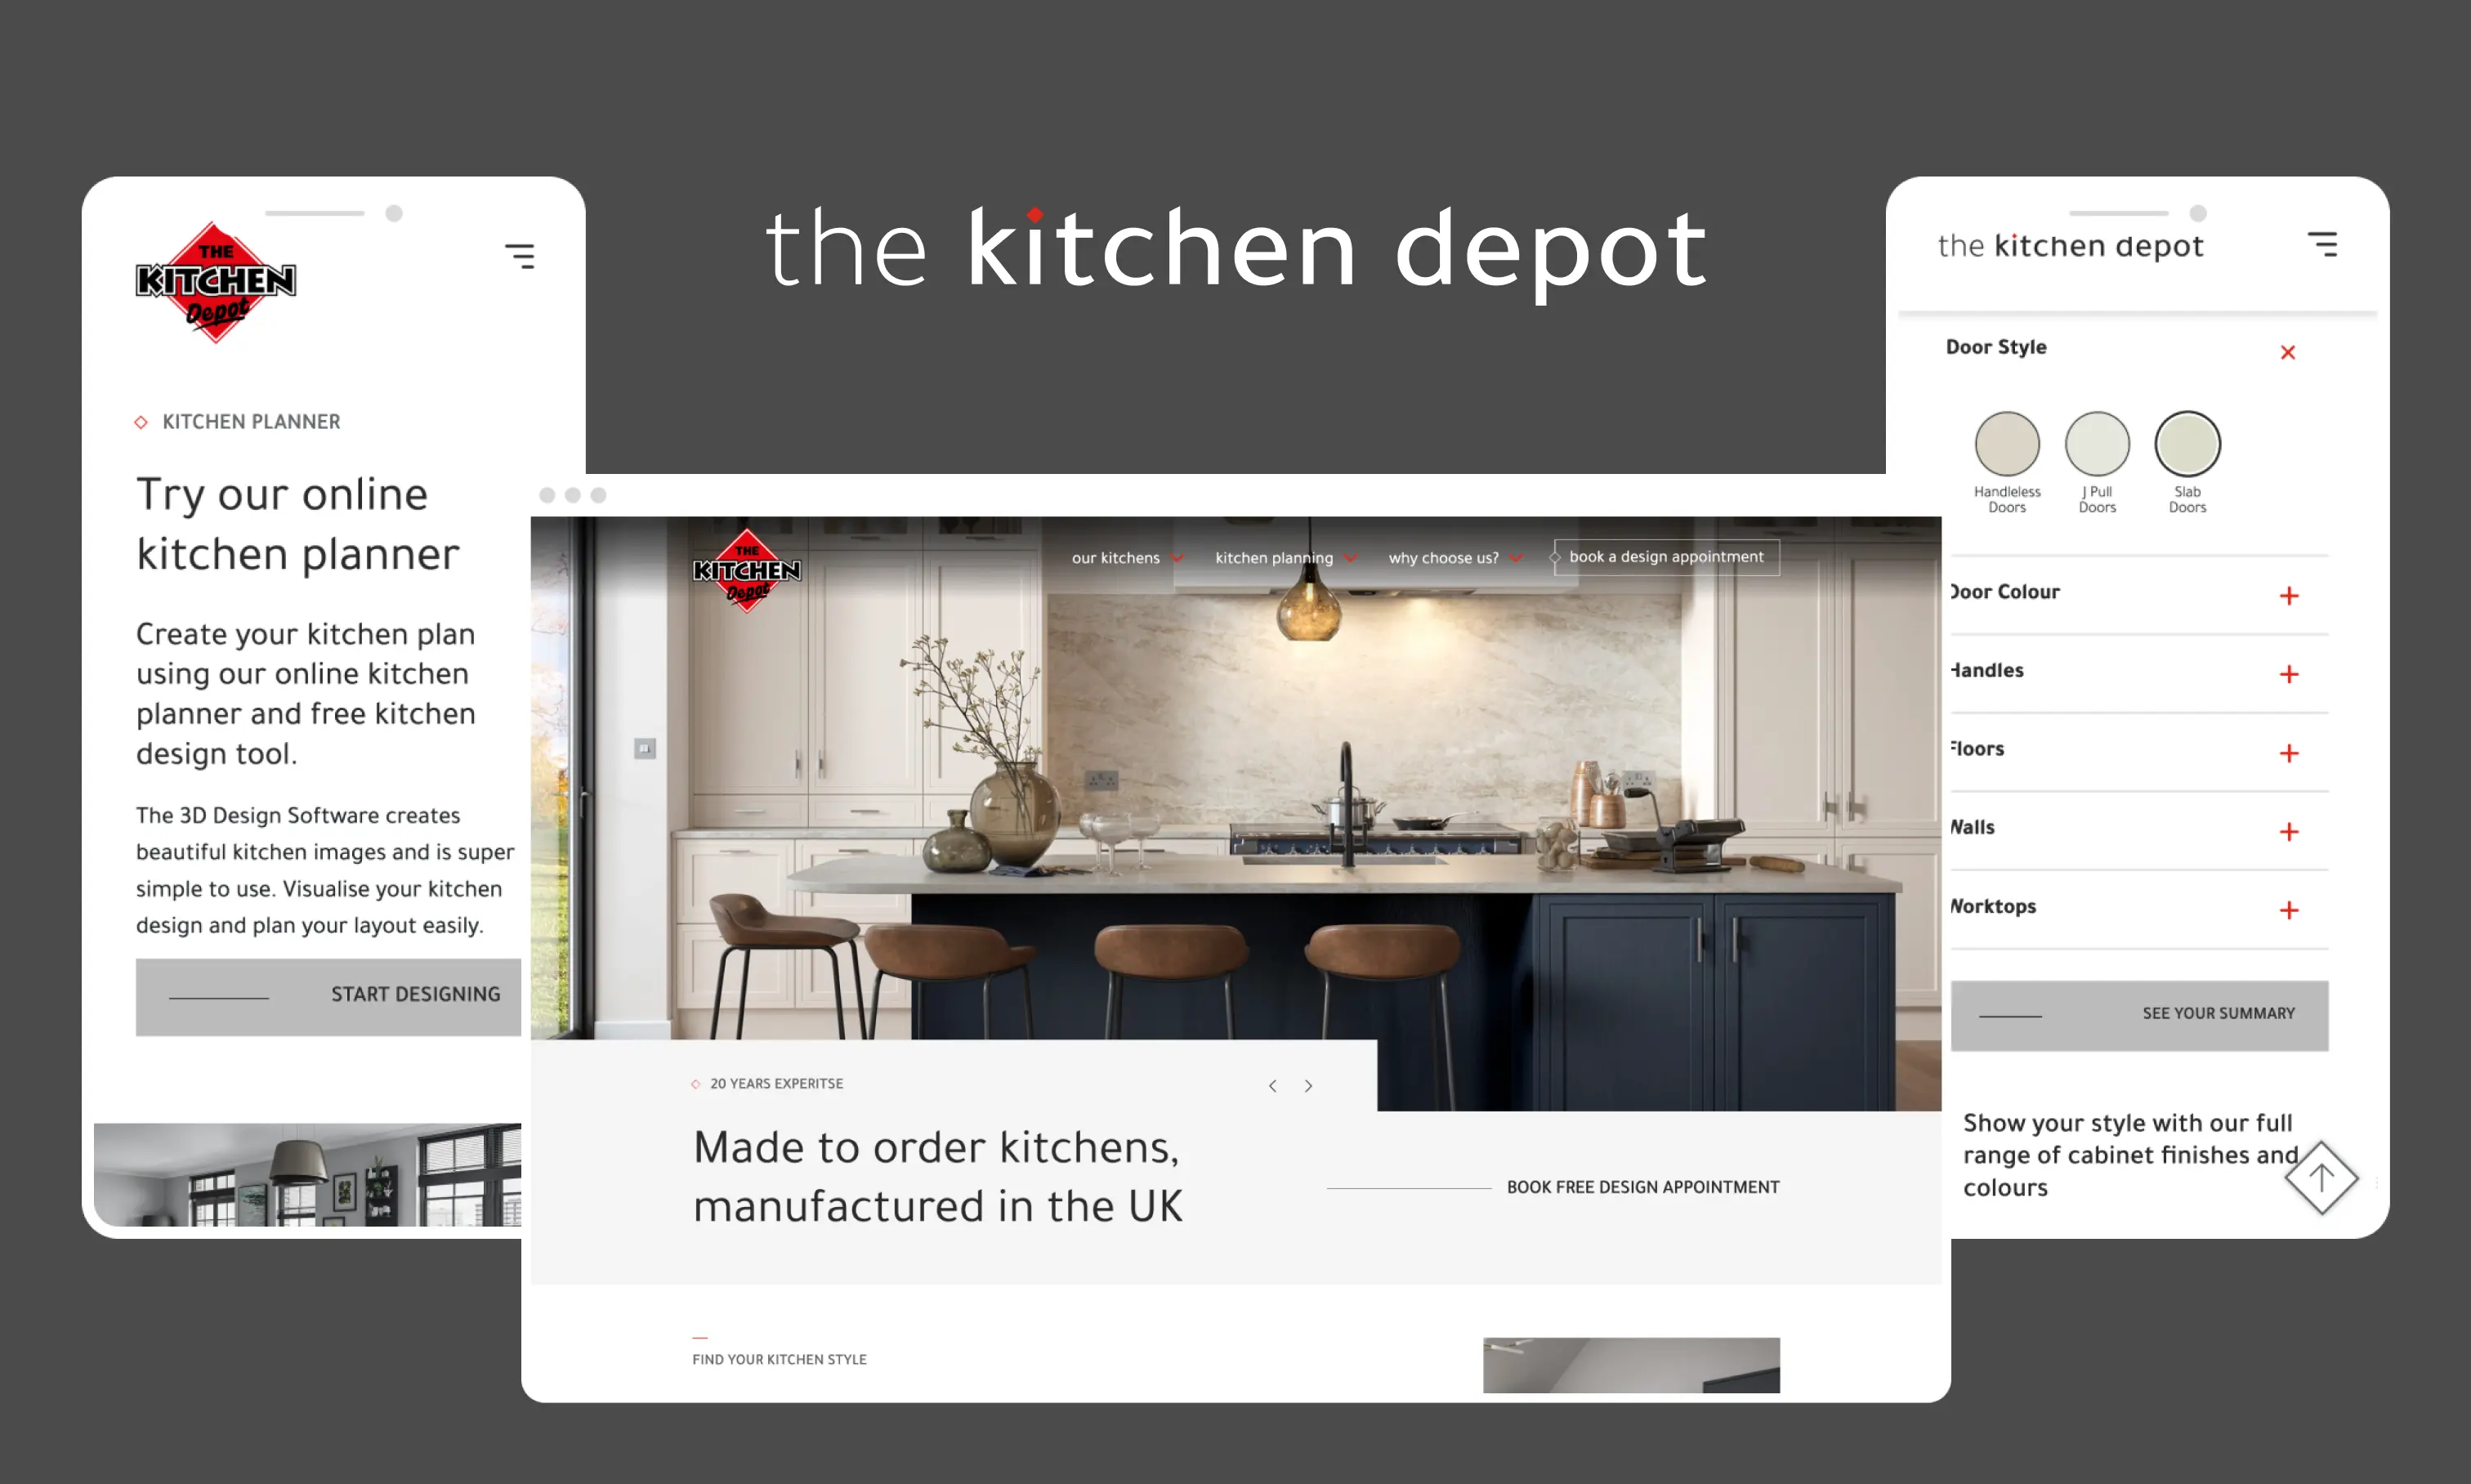 the kitchen depot
THE
KITCHEN
Depot
KITCHEN PLANNER
Try our online
kitchen planner
Create your kitchen plan
using our online kitchen
planner and free kitchen
design tool.
The 3D Design Software creates
beautiful kitchen images and is super
simple to use. Visualise your kitchen
design and plan your layout easily.
START DESIGNING
THE
KITCHEN
Depot
our kitchens
kitchen planning
why choose us?
book a design appointment
20 YEARS EXPERITSE
Made to order kitchens,
manufactured in the UK
BOOK FREE DESIGN APPOINTMENT
FIND YOUR KITCHEN STYLE
the kitchen depot
Door Style
Handleless
Doors
J Pull
Doors
Slab
Doors
Door Colour
Handles
Floors
Walls
Worktops
SEE YOUR SUMMARY
Show your style with our full
range of cabinet finishes and
colours